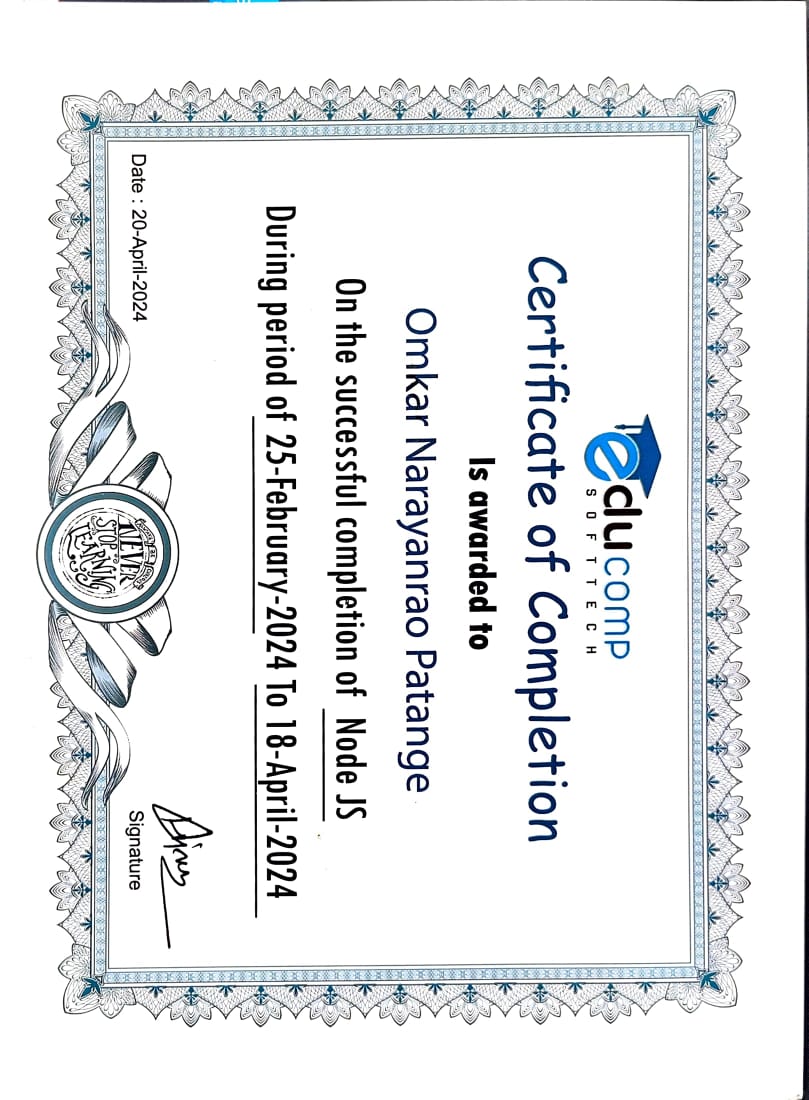 educomp
SOFTTECH
Certificate of Completion
Is awarded to
Omkar Narayanrao Patange
On the successful completion of Node JS
During period of 25-February-2024 To 18-April-2024
Date : 20-April-2024
Signature
NEVER
STOP
LEARNING